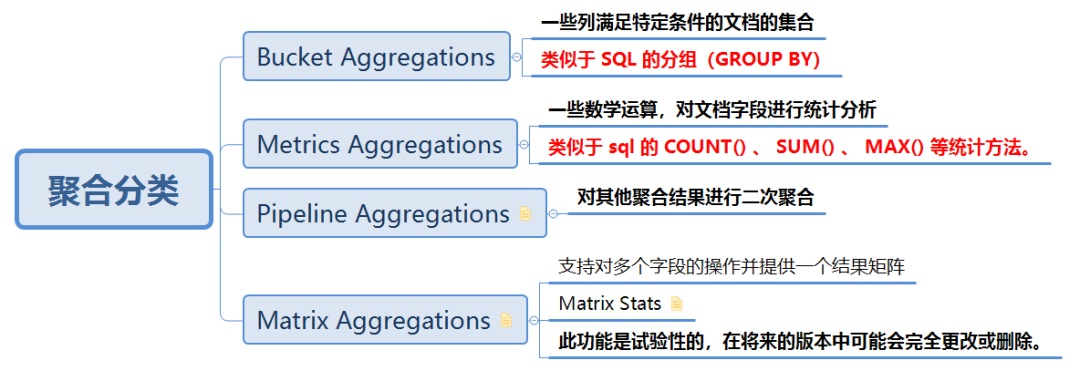 聚合分类
Bucket Aggregations
一些列满足特定条件的文档的集合
类似于 SQL 的分组（GROUP BY）
Metrics Aggregations
一些数学运算，对文档字段进行统计分析
类似于 sql 的 COUNT() 、 SUM() 、 MAX() 等统计方法。
Pipeline Aggregations
对其他聚合结果进行二次聚合
Matrix Aggregations
支持对多个字段的操作并提供一个结果矩阵
Matrix Stats
此功能是试验性的，在将来的版本中可能会完全更改或删除。